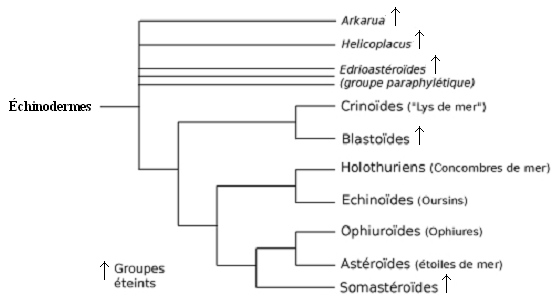 Arkarua ↑
Helicoplacus ↑
Edrioastéroïdes ↑
(groupe paraphylétique)
Échinodermes
Crinoïdes ("Lys de mer")
Blastoïdes ↑
Holothuriens (Concombres de mer)
Echinoïdes (Oursins)
Ophiuroïdes (Ophiures)
Astéroïdes (étoiles de mer)
Somastéroïdes ↑
↑ Groupes
éteints